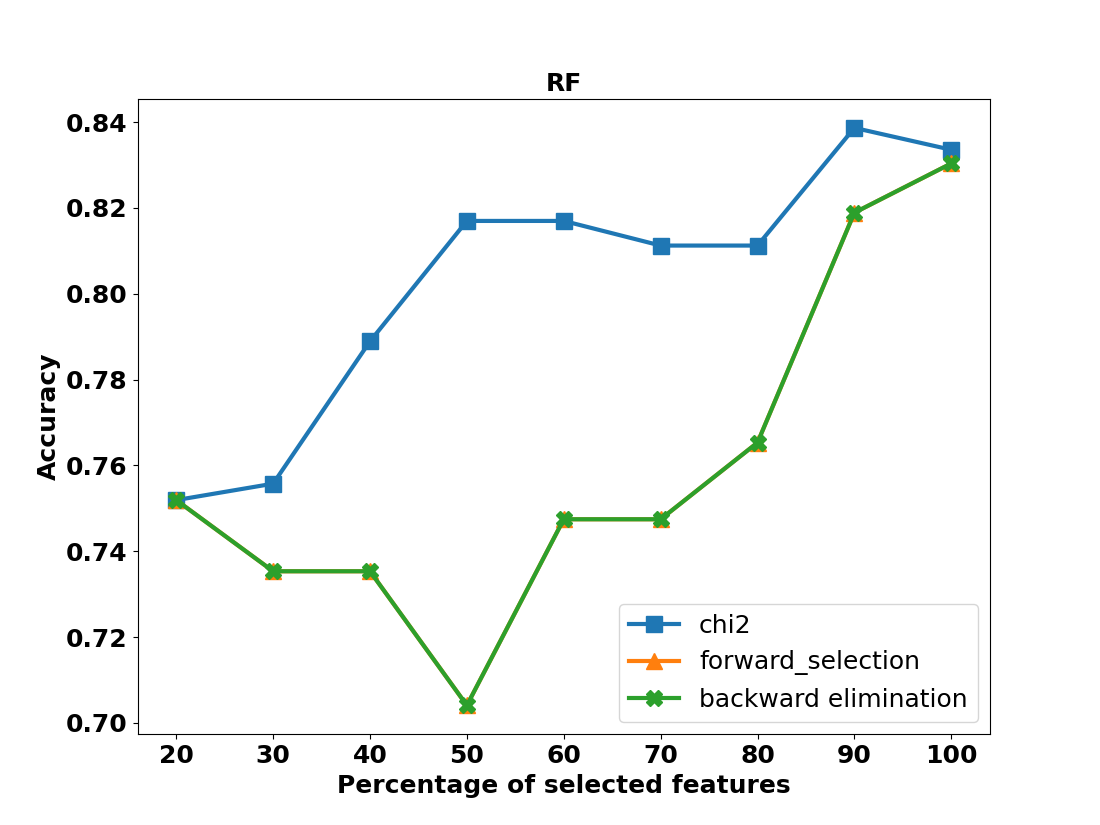 RF
0.84
0.82
0.80
0.78
0.76
0.74
0.72
0.70
Accuracy
chi2
forward_selection
backward elimination
20 30 40 50 60 70 80 90 100
Percentage of selected features